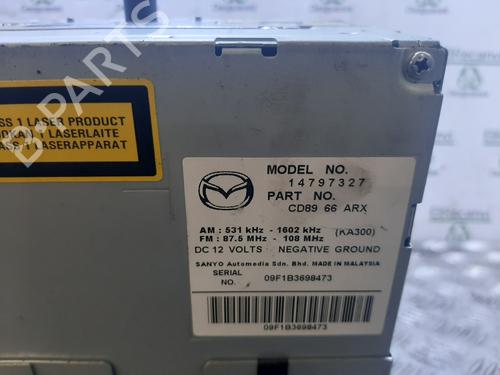 B-PARTS
SS 1 LASER PRODUCT
OKAN 1 LASERLAITE
ASS 1 LASERAPPARAT
MODEL NO.
14797327
PART NO.
CD89 66 ARX
AM : 531 kHz - 1602 kHz (KA300)
FM : 87.5 MHz - 108 MHz
DC 12 VOLTS NEGATIVE GROUND
SANYO Automedia Sdn. Bhd. MADE IN MALAYSIA
SERIAL NO. 09F1B3698473
09F1B3698473